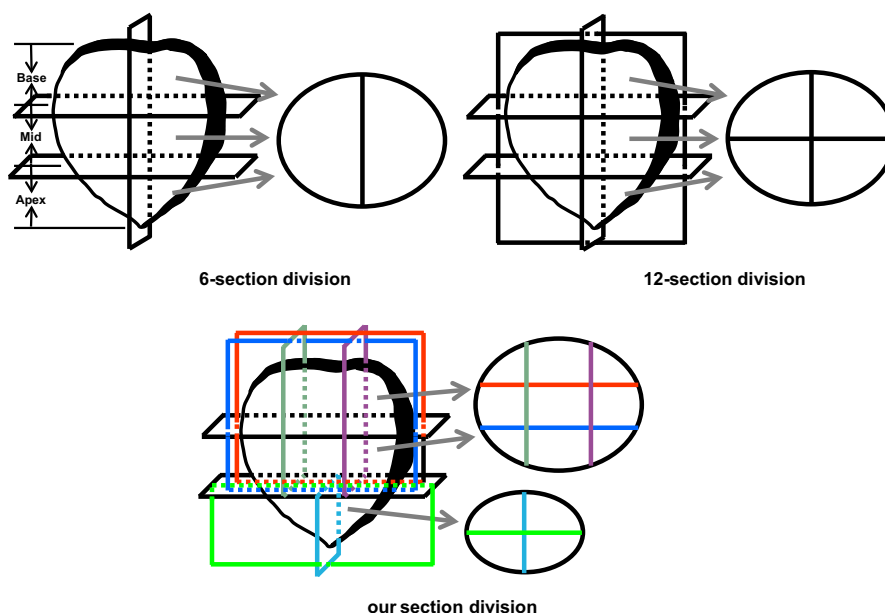 Base
Mid
Apex
6-section division
12-section division
our section division